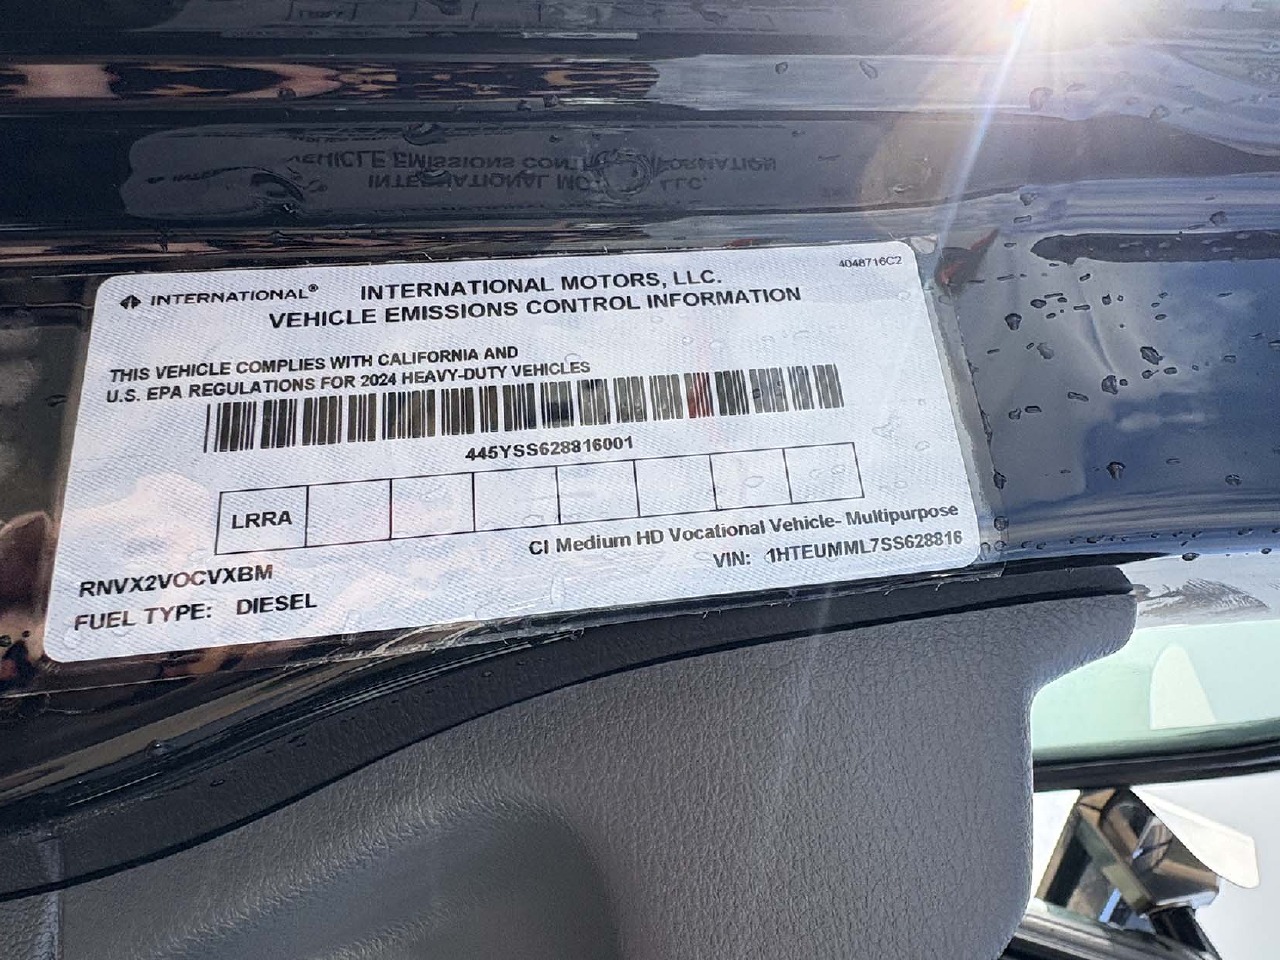 4048716C2
INTERNATIONAL® INTERNATIONAL MOTORS, LLC.
VEHICLE EMISSIONS CONTROL INFORMATION
THIS VEHICLE COMPLIES WITH CALIFORNIA AND
U.S. EPA REGULATIONS FOR 2024 HEAVY-DUTY VEHICLES
445YSS628816001
LRRA
CI Medium HD Vocational Vehicle- Multipurpose
RNVX2VOCVXBM
VIN: 1HTEUMML7SS628816
FUEL TYPE: DIESEL